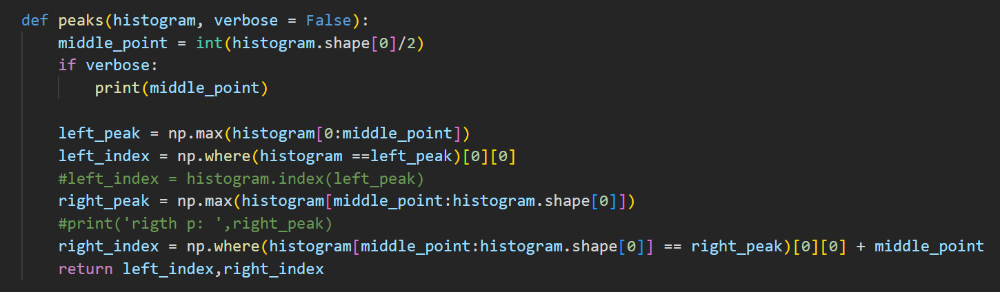 def peaks(histogram, verbose = False):
    middle_point = int(histogram.shape[0]/2)
    if verbose:
        print(middle_point)

    left_peak = np.max(histogram[0:middle_point])
    left_index = np.where(histogram ==left_peak)[0][0]
    #left_index = histogram.index(left_peak)
    right_peak = np.max(histogram[middle_point:histogram.shape[0]])
    #print('rigth p: ',right_peak)
    right_index = np.where(histogram[middle_point:histogram.shape[0]] == right_peak)[0][0] + middle_point
    return left_index,right_index